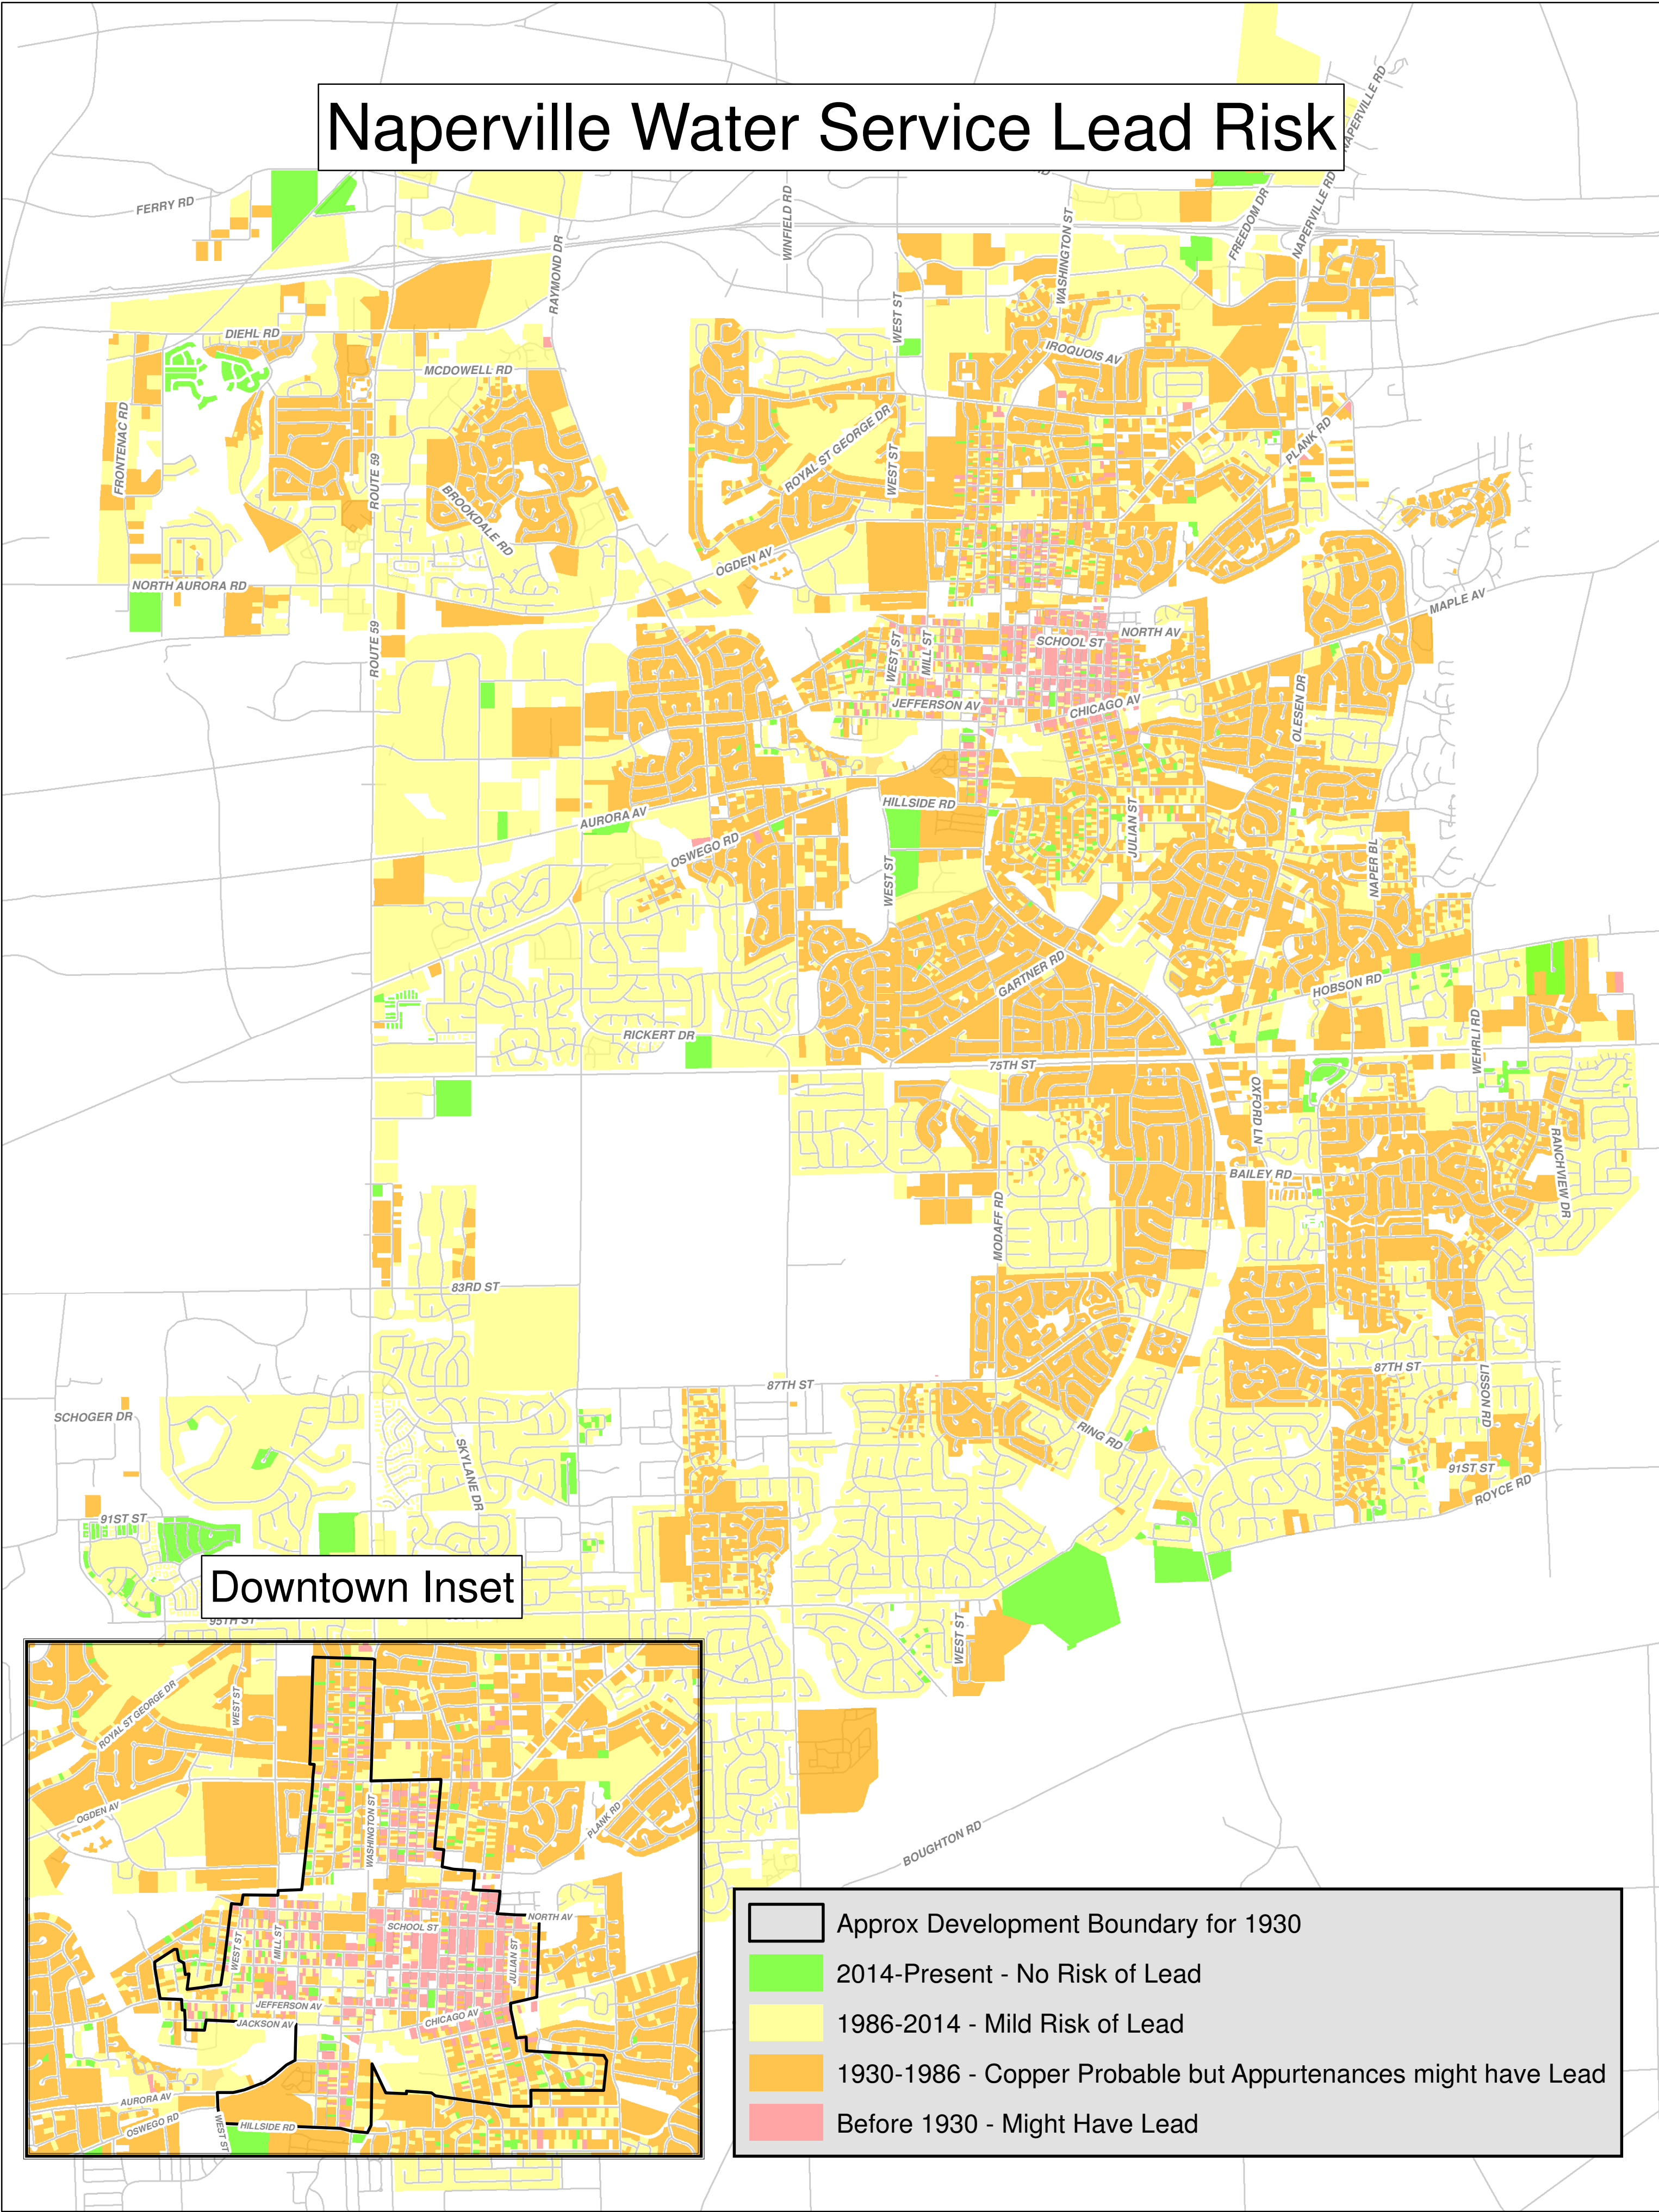 Naperville Water Service Lead Risk
NAPERVILLE RD
FERRY RD
WINFIELD RD
WASHINGTON ST
FREEDOM DR
NAPERVILLE RD
RAYMOND DR
WEST ST
DIEHL RD
MCDOWELL RD
IROQUOIS AV
FRONTENAC RD
ROUTE 59
BROOKDALE RD
ROYAL ST GEORGE DR
WEST ST
PLANK RD
OGDEN AV
NORTH AURORA RD
MAPLE AV
ROUTE 59
WEST ST
MILL ST
SCHOOL ST
NORTH AV
JEFFERSON AV
CHICAGO AV
OLESEN DR
HILLSIDE RD
AURORA AV
OSWEGO RD
JULIAN ST
WEST ST
NAPER BL
GARTNER RD
HOBSON RD
RICKERT DR
75TH ST
WEHRLI RD
OXFORD LN
BAILEY RD
RANCHVIEW DR
MODAFF RD
83RD ST
87TH ST
87TH ST
LISSON RD
SCHOGER DR
SKYLANE DR
RING RD
91ST ST
ROYCE RD
91ST ST
Downtown Inset
95TH ST
WEST ST
BOUGHTON RD
ROYAL ST GEORGE DR
WEST ST
OGDEN AV
WASHINGTON ST
PLANK RD
WEST ST
MILL ST
SCHOOL ST
NORTH AV
JULIAN ST
JEFFERSON AV
JACKSON AV
CHICAGO AV
AURORA AV
OSWEGO RD
WEST ST
HILLSIDE RD
Approx Development Boundary for 1930
2014-Present - No Risk of Lead
1986-2014 - Mild Risk of Lead
1930-1986 - Copper Probable but Appurtenances might have Lead
Before 1930 - Might Have Lead